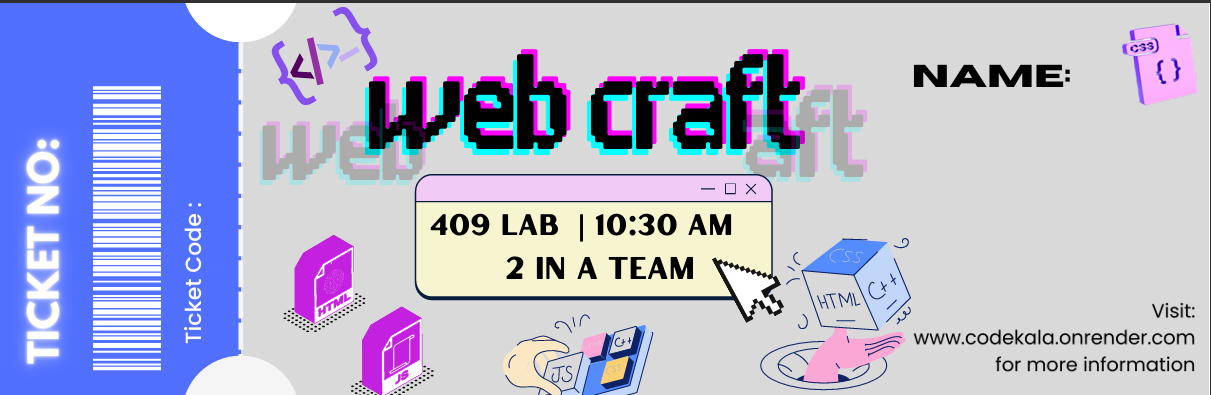 TICKET NO:
Ticket Code :
</>
web craft
web
aft
409 LAB | 10:30 AM
2 IN A TEAM
NAME:
CSS
{ }
HTML
JS
JS
C++
CSS
HTML
C++
Visit:
www.codekala.onrender.com
for more information